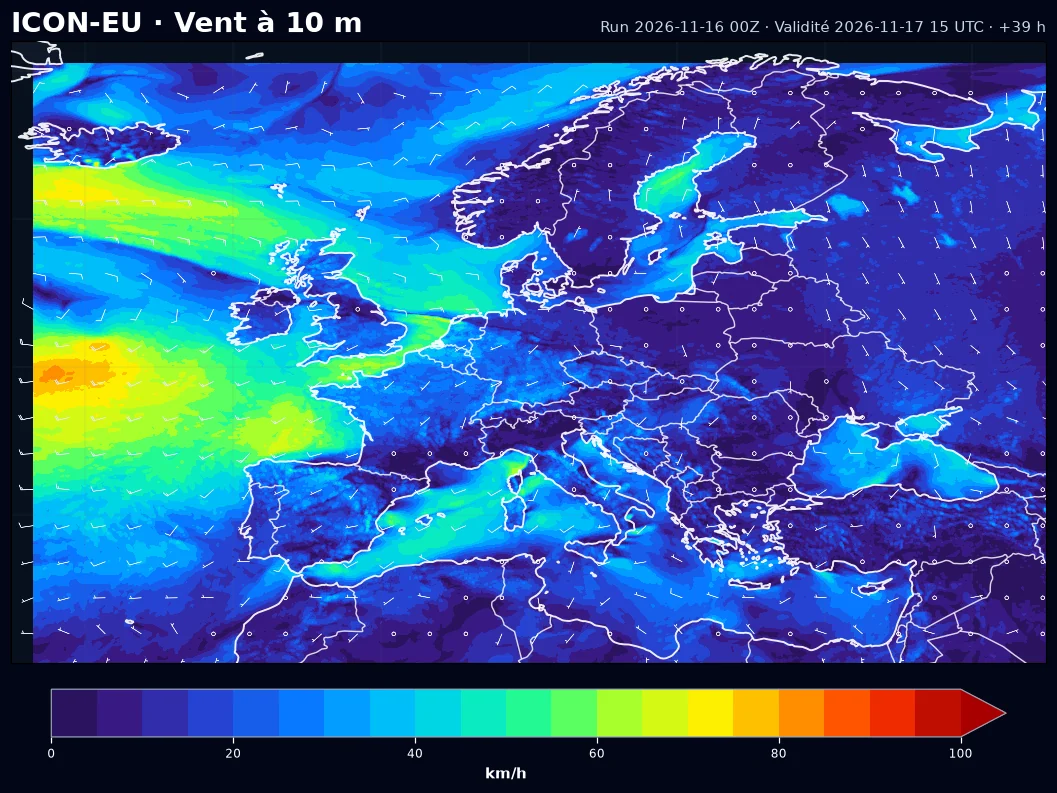 ICON-EU · Vent à 10 m
Run 2026-11-16 00Z · Validité 2026-11-17 15 UTC · +39 h
0 20 40 60 80 100
km/h